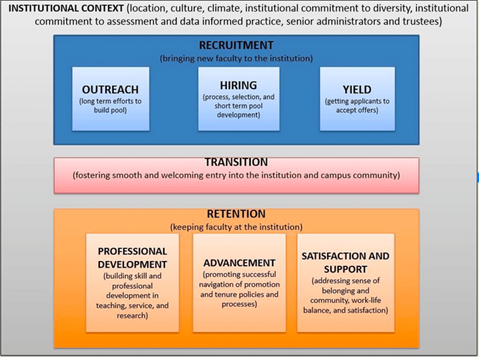 INSTITUTIONAL CONTEXT (location, culture, climate, institutional commitment to diversity, institutional
commitment to assessment and data informed practice, senior administrators and trustees)
RECRUITMENT
(bringing new faculty to the institution)
OUTREACH
(long term efforts to
build pool)
HIRING
(process, selection, and
short term pool
development)
YIELD
(getting applicants to
accept offers)
TRANSITION
(fostering smooth and welcoming entry into the institution and campus community)
RETENTION
(keeping faculty at the institution)
PROFESSIONAL
DEVELOPMENT
(building skill and
professional
development in
teaching, service, and
research)
ADVANCEMENT
(promoting successful
navigation of promotion
and tenure policies and
processes)
SATISFACTION AND
SUPPORT
(addressing sense of
belonging and
community, work-life
balance, and satisfaction)